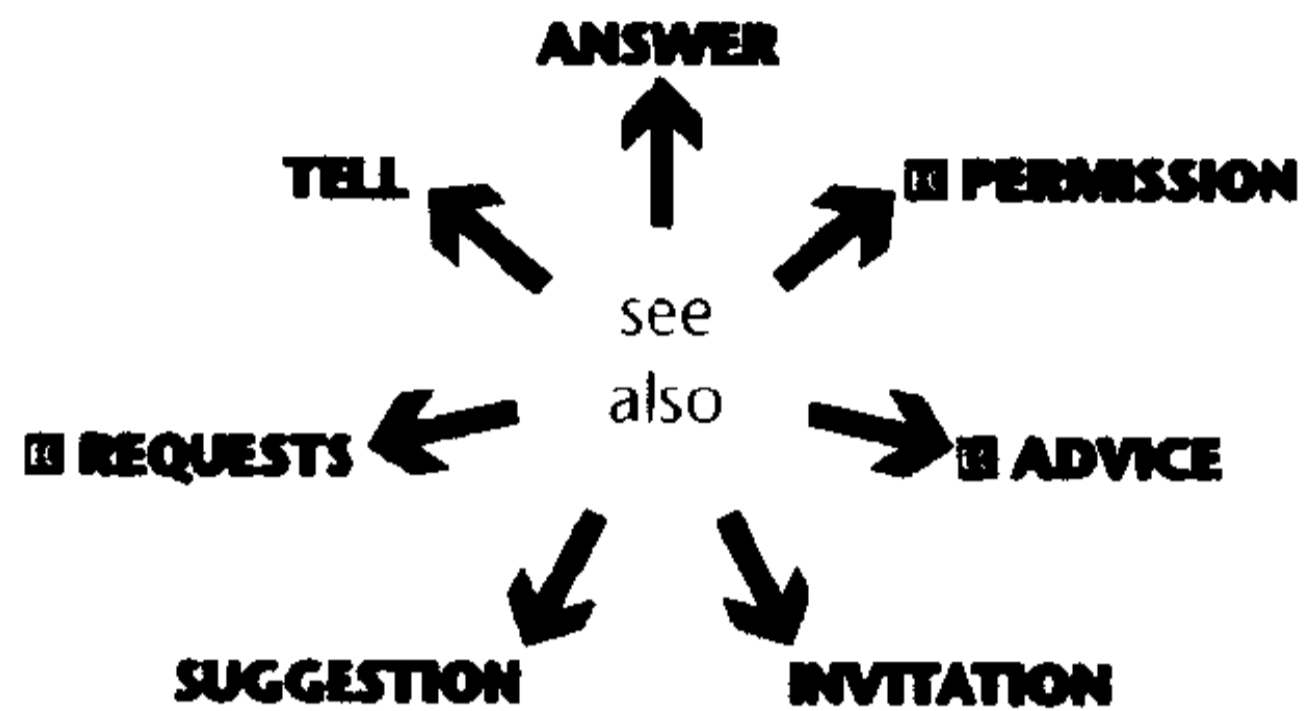 ANSWER
TELL
PERMISSION
see
also
REQUESTS
ADVICE
SUGGESTION
INVITATION